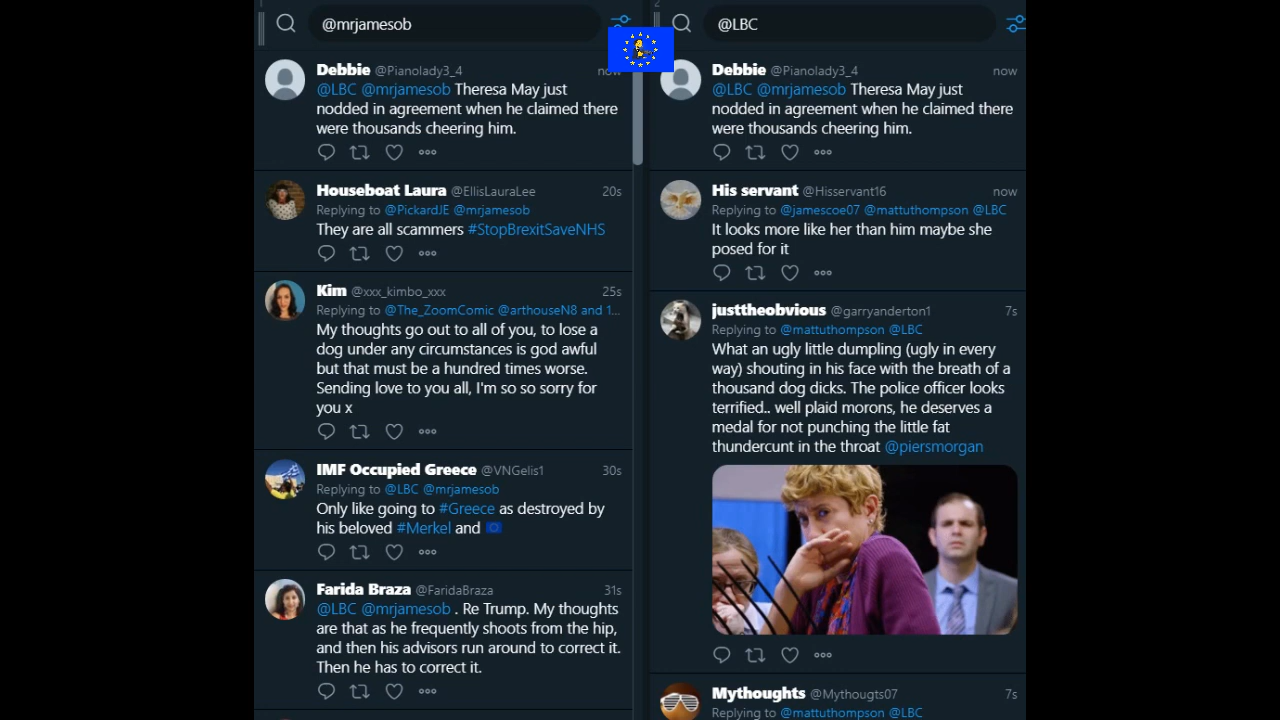 1
@mrjamesob
Debbie @Pianolady3_4 now
@LBC @mrjamesob Theresa May just
nodded in agreement when he claimed there
were thousands cheering him.
Houseboat Laura @EllisLauraLee 20s
Replying to @PickardJE @mrjamesob
They are all scammers #StopBrexitSaveNHS
Kim @xxx_kimbo_xxx 25s
Replying to @The_ZoomComic @arthouseN8 and 1...
My thoughts go out to all of you, to lose a
dog under any circumstances is god awful
but that must be a hundred times worse.
Sending love to you all, I'm so so sorry for
you x
IMF Occupied Greece @VNGelis1 30s
Replying to @LBC @mrjamesob
Only like going to #Greece as destroyed by
his beloved #Merkel and
Farida Braza @FaridaBraza 31s
@LBC @mrjamesob . Re Trump. My thoughts
are that as he frequently shoots from the hip,
and then his advisors run around to correct it.
Then he has to correct it.
2
@LBC
Debbie @Pianolady3_4 now
@LBC @mrjamesob Theresa May just
nodded in agreement when he claimed there
were thousands cheering him.
His servant @Hisservant16 now
Replying to @jamescoe07 @mattuthompson @LBC
It looks more like her than him maybe she
posed for it
justtheobvious @garryanderton1 7s
Replying to @mattuthompson @LBC
What an ugly little dumpling (ugly in every
way) shouting in his face with the breath of a
thousand dog dicks. The police officer looks
terrified.. well plaid morons, he deserves a
medal for not punching the little fat
thundercunt in the throat @piersmorgan
Mythoughts @Mythougts07 7s
Replying to @mattuthompson @LBC